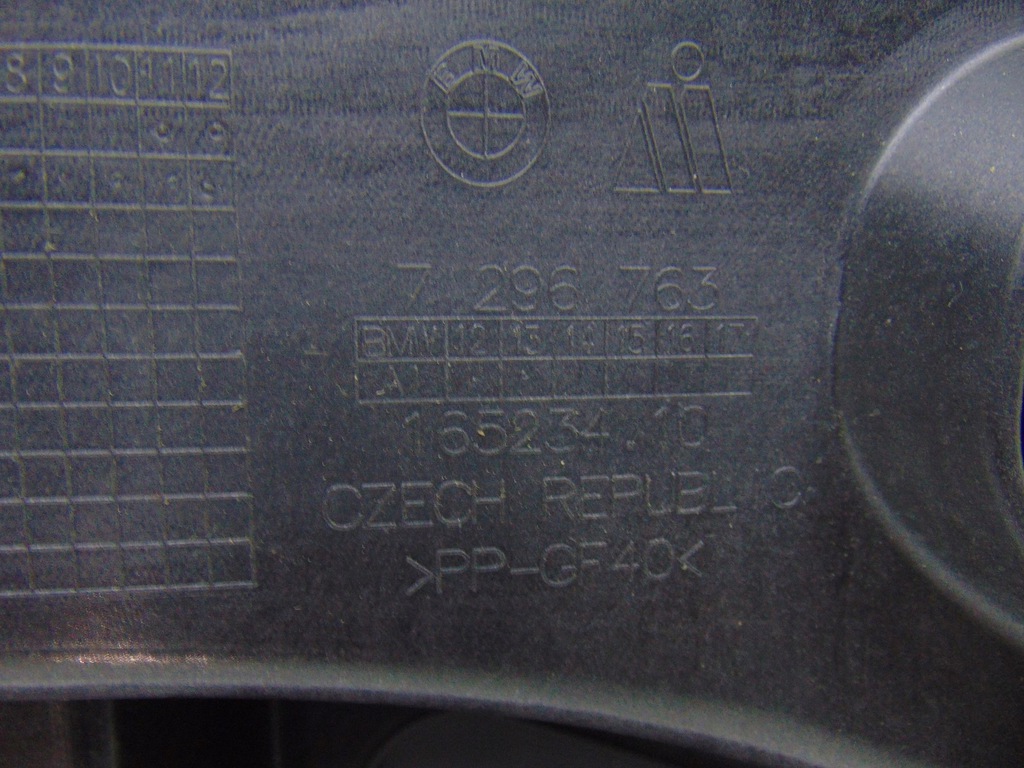 8 9 10 11 12
BMW
7 296 763
BMW 12 13 14 15 16 17
AI
165234.10
CZECH REPUBLIC
>PP-GF40<